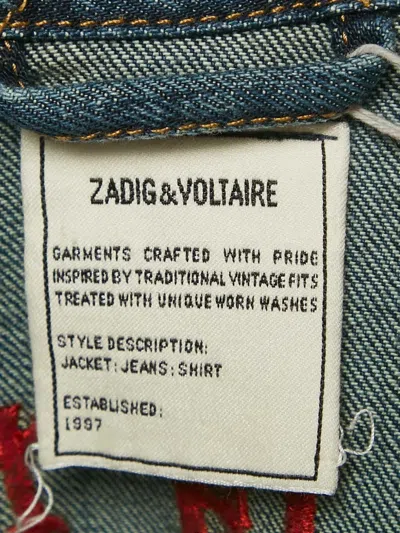 ZADIG&VOLTAIRE
GARMENTS CRAFTED WITH PRIDE
INSPIRED BY TRADITIONAL VINTAGE FITS
TREATED WITH UNIQUE WORN WASHES
STYLE DESCRIPTION:
JACKET: JEANS: SHIRT
ESTABLISHED:
1997